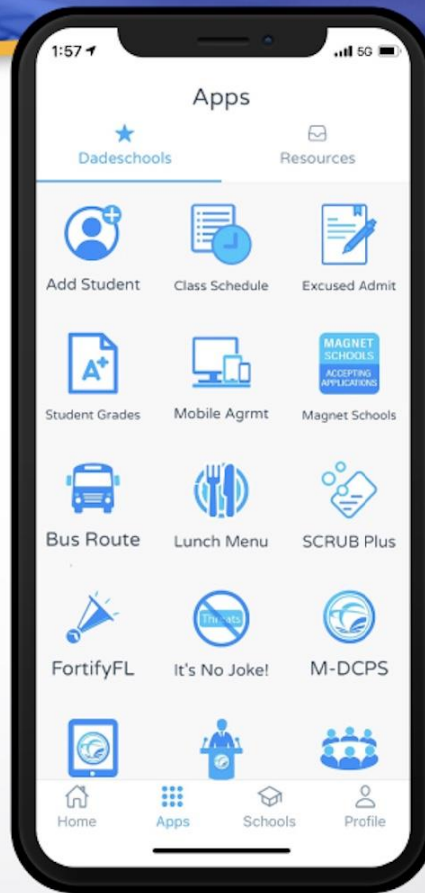 1:57
5G
Apps
Dadeschools
Resources
Add Student
Class Schedule
Excused Admit
A+
MAGNET
SCHOOLS
ACCEPTING
APPLICATIONS
Student Grades
Mobile Agrmt
Magnet Schools
Bus Route
Lunch Menu
SCRUB Plus
Threats
FortifyFL
It's No Joke!
M-DCPS
Home
Apps
Schools
Profile